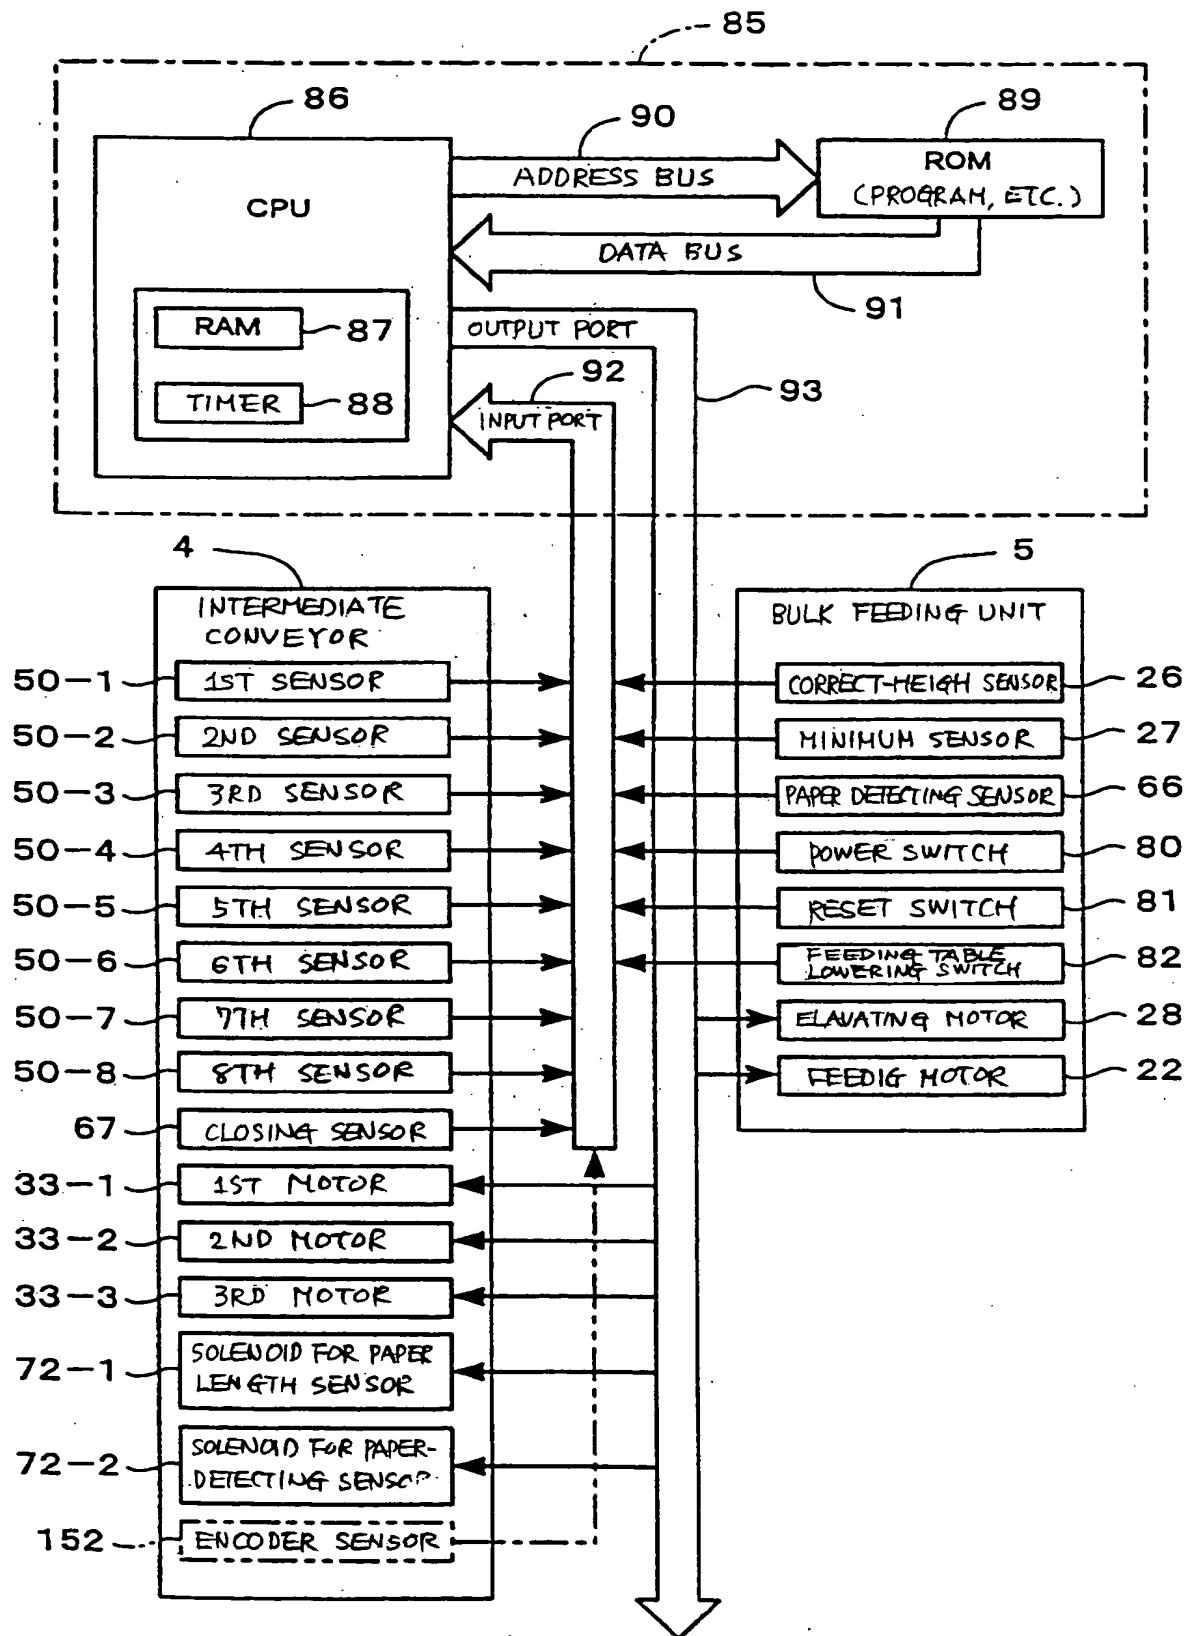 85
86
90
89
CPU
ADDRESS BUS
ROM
(PROGRAM, ETC.)
DATA BUS
91
RAM
87
OUTPUT PORT
92
93
TIMER
88
INPUT PORT
4
5
INTERMEDIATE
CONVEYOR
BULK FEEDING UNIT
50-1
1ST SENSOR
CORRECT-HEIGH SENSOR
26
50-2
2ND SENSOR
MINIMUM SENSOR
27
50-3
3RD SENSOR
PAPER DETECTING SENSOR
66
50-4
4TH SENSOR
POWER SWITCH
80
50-5
5TH SENSOR
RESET SWITCH
81
50-6
6TH SENSOR
FEEDING TABLE
LOWERING SWITCH
82
50-7
7TH SENSOR
ELAVATING MOTOR
28
50-8
8TH SENSOR
FEEDIG MOTOR
22
67
CLOSING SENSOR
33-1
1ST MOTOR
33-2
2ND MOTOR
33-3
3RD MOTOR
72-1
SOLENOID FOR PAPER
LENGTH SENSOR
72-2
SOLENOID FOR PAPER-
DETECTING SENSOR
152
ENCODER SENSOR